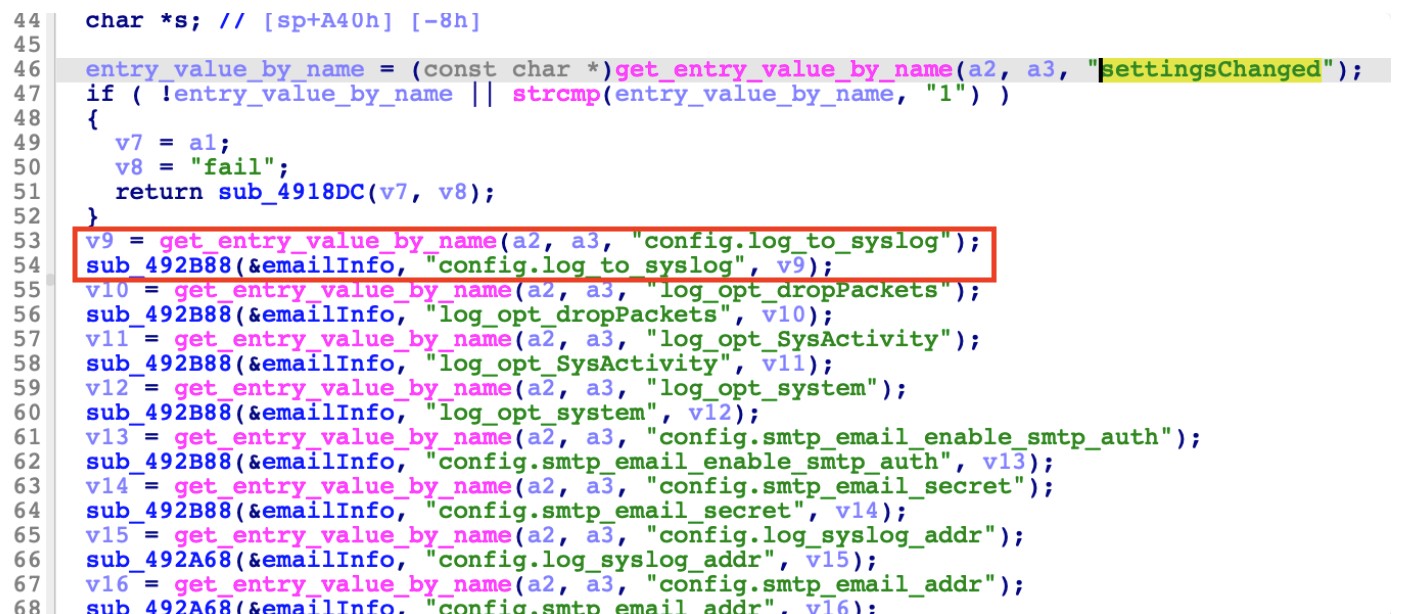 44 char *s; // [sp+A40h] [-8h]
45
46 entry_value_by_name = (const char *)get_entry_value_by_name(a2, a3, "settingsChanged");
47 if ( !entry_value_by_name || strcmp(entry_value_by_name, "1") )
48 {
49 v7 = a1;
50 v8 = "fail";
51 return sub_4918DC(v7, v8);
52 }
53 v9 = get_entry_value_by_name(a2, a3, "config.log_to_syslog");
54 sub_492B88(&emailInfo, "config.log_to_syslog", v9);
55 v10 = get_entry_value_by_name(a2, a3, "log_opt_dropPackets");
56 sub_492B88(&emailInfo, "log_opt_dropPackets", v10);
57 v11 = get_entry_value_by_name(a2, a3, "log_opt_SysActivity");
58 sub_492B88(&emailInfo, "log_opt_SysActivity", v11);
59 v12 = get_entry_value_by_name(a2, a3, "log_opt_system");
60 sub_492B88(&emailInfo, "log_opt_system", v12);
61 v13 = get_entry_value_by_name(a2, a3, "config.smtp_email_enable_smtp_auth");
62 sub_492B88(&emailInfo, "config.smtp_email_enable_smtp_auth", v13);
63 v14 = get_entry_value_by_name(a2, a3, "config.smtp_email_secret");
64 sub_492B88(&emailInfo, "config.smtp_email_secret", v14);
65 v15 = get_entry_value_by_name(a2, a3, "config.log_syslog_addr");
66 sub_492A68(&emailInfo, "config.log_syslog_addr", v15);
67 v16 = get_entry_value_by_name(a2, a3, "config.smtp_email_addr");
68 sub_492A68(&emailInfo, "config.smtp_email_addr", v16);